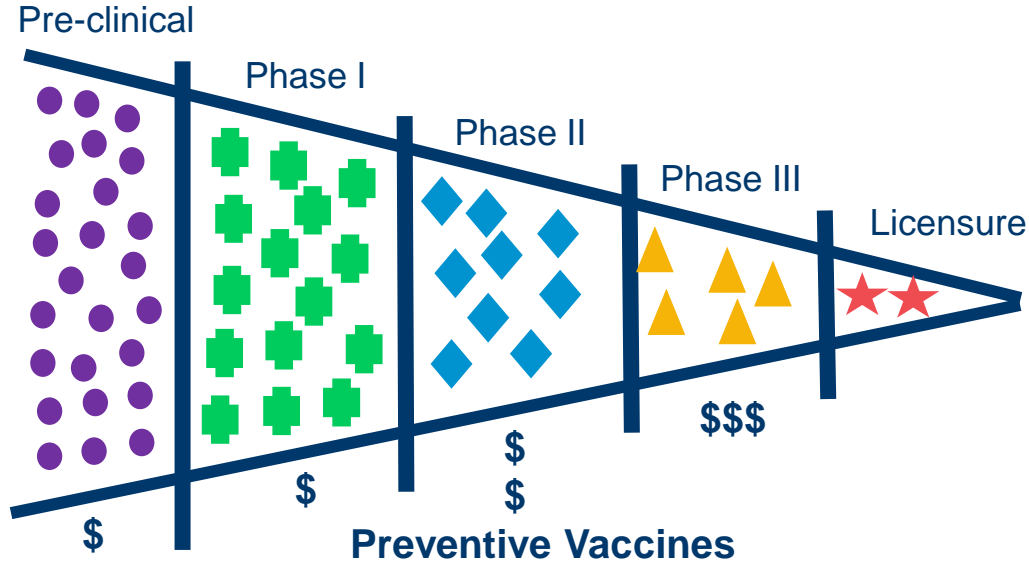 Pre-clinical
Phase I
Phase II
Phase III
Licensure
$
$
$
$
$$$
Preventive Vaccines